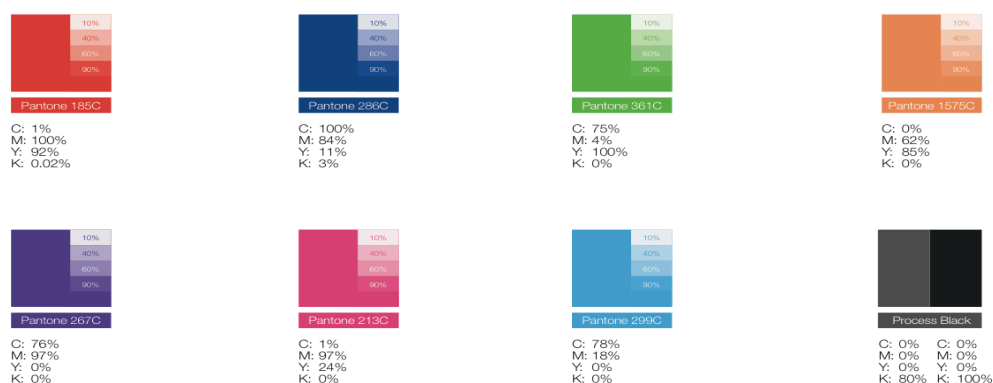 10%
40%
60%
90%
Pantone 185C
C: 1%
M: 100%
Y: 92%
K: 0.02%
10%
40%
60%
90%
Pantone 286C
C: 100%
M: 84%
Y: 11%
K: 3%
10%
40%
60%
90%
Pantone 361C
C: 75%
M: 4%
Y: 100%
K: 0%
10%
40%
60%
90%
Pantone 1575C
C: 0%
M: 62%
Y: 85%
K: 0%
10%
40%
60%
90%
Pantone 267C
C: 76%
M: 97%
Y: 0%
K: 0%
10%
40%
60%
90%
Pantone 213C
C: 1%
M: 97%
Y: 24%
K: 0%
10%
40%
60%
90%
Pantone 299C
C: 78%
M: 18%
Y: 0%
K: 0%
Process Black
C: 0% C: 0%
M: 0% M: 0%
Y: 0% Y: 0%
K: 80% K: 100%